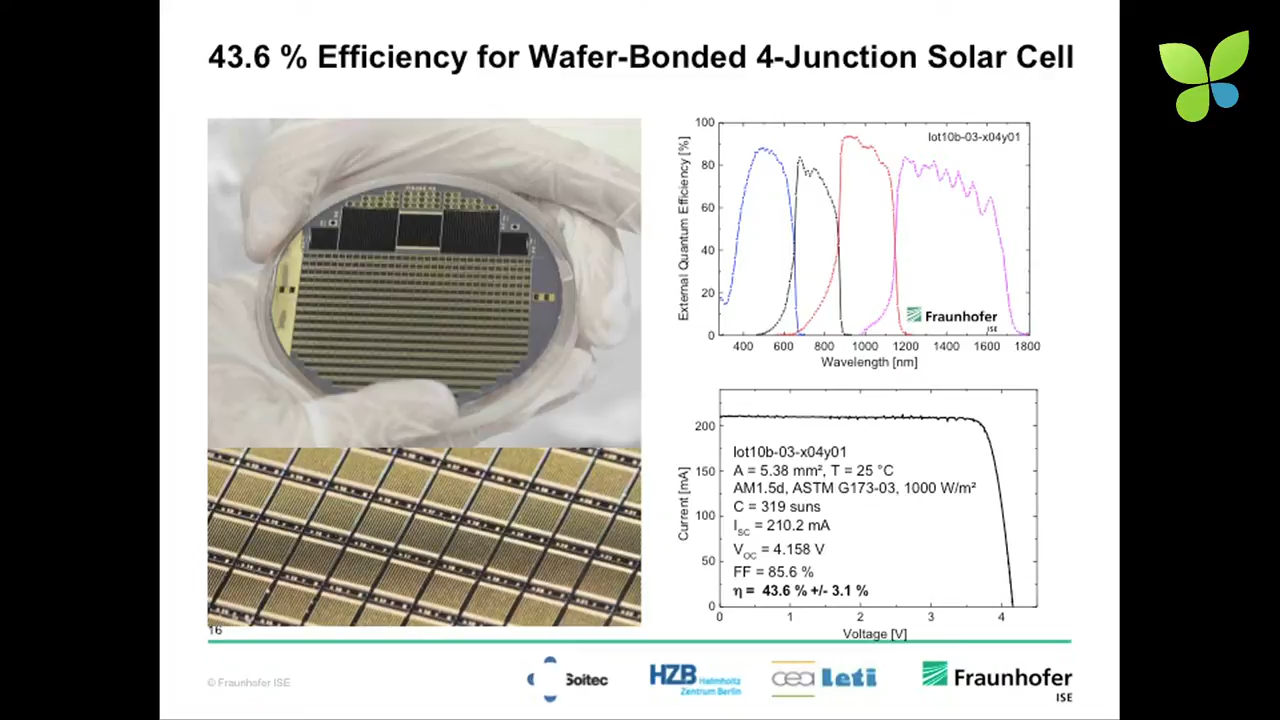 43.6 % Efficiency for Wafer-Bonded 4-Junction Solar Cell
lot10b-03-x04y01
External Quantum Efficiency [%]
100
80
60
40
20
0
400 600 800 1000 1200 1400 1600 1800
Wavelength [nm]
Fraunhofer
ISE
Current [mA]
200
150
100
50
0
lot10b-03-x04y01
A = 5.38 mm², T = 25 °C
AM1.5d, ASTM G173-03, 1000 W/m²
C = 319 suns
I_SC = 210.2 mA
V_OC = 4.158 V
FF = 85.6 %
η = 43.6 % +/- 3.1 %
0 1 2 3 4
Voltage [V]
16
© Fraunhofer ISE
Soitec
HZB Helmholtz
Zentrum Berlin
cea leti
Fraunhofer
ISE